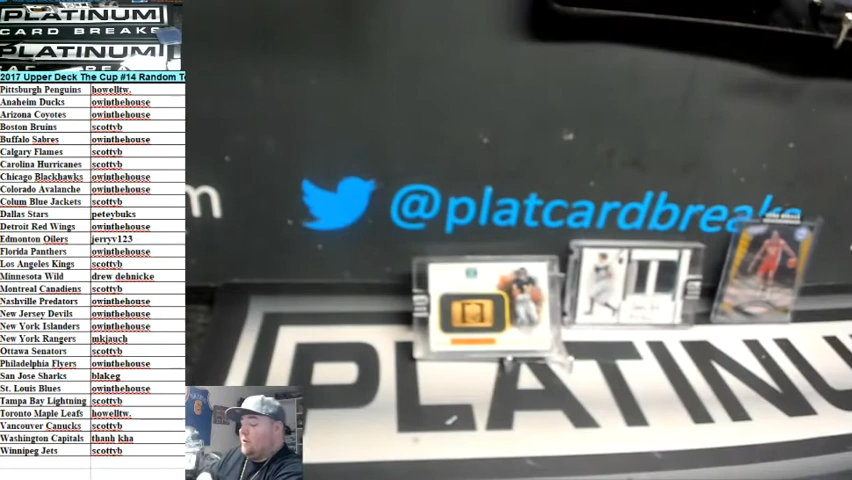 PLATINUM
CARD BREAKS
PLATINUM
CARD BREAKS
2017 Upper Deck The Cup #14 Random
Pittsburgh Penguins howelltw.
Anaheim Ducks owinthehouse
Arizona Coyotes owinthehouse
Boston Bruins scottyb
Buffalo Sabres owinthehouse
Calgary Flames scottyb
Carolina Hurricanes scottyb
Chicago Blackhawks owinthehouse
Colorado Avalanche owinthehouse
Colum Blue Jackets scottyb
Dallas Stars peteybuks
Detroit Red Wings owinthehouse
Edmonton Oilers jerryv123
Florida Panthers owinthehouse
Los Angeles Kings scottyb
Minnesota Wild drew dehnicke
Montreal Canadiens scottyb
Nashville Predators owinthehouse
New Jersey Devils owinthehouse
New York Islanders owinthehouse
New York Rangers mkjauch
Ottawa Senators scottyb
Philadelphia Flyers owinthehouse
San Jose Sharks blakeg
St. Louis Blues owinthehouse
Tampa Bay Lightning scottyb
Toronto Maple Leafs howelltw.
Vancouver Canucks scottyb
Washington Capitals thanh kha
Winnipeg Jets scottyb
m
@platcardbreaks
PLATINUM